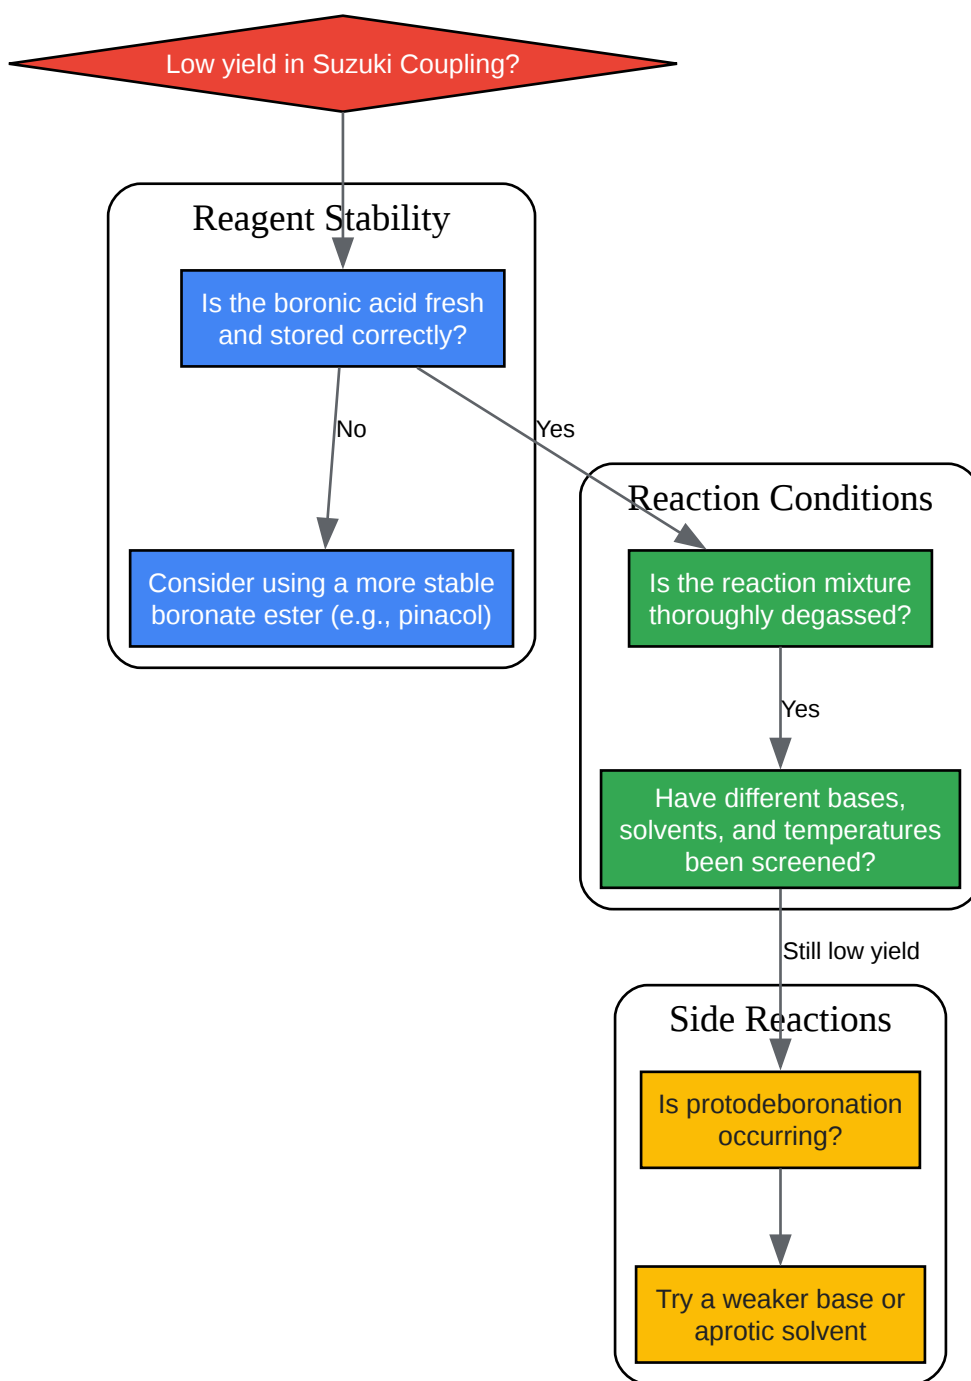 Low yield in Suzuki Coupling?
Reagent Stability
Is the boronic acid fresh
and stored correctly?
No
Yes
Consider using a more stable
boronate ester (e.g., pinacol)
Reaction Conditions
Is the reaction mixture
thoroughly degassed?
Yes
Have different bases,
solvents, and temperatures
been screened?
Still low yield
Side Reactions
Is protodeboronation
occurring?
Try a weaker base or
aprotic solvent